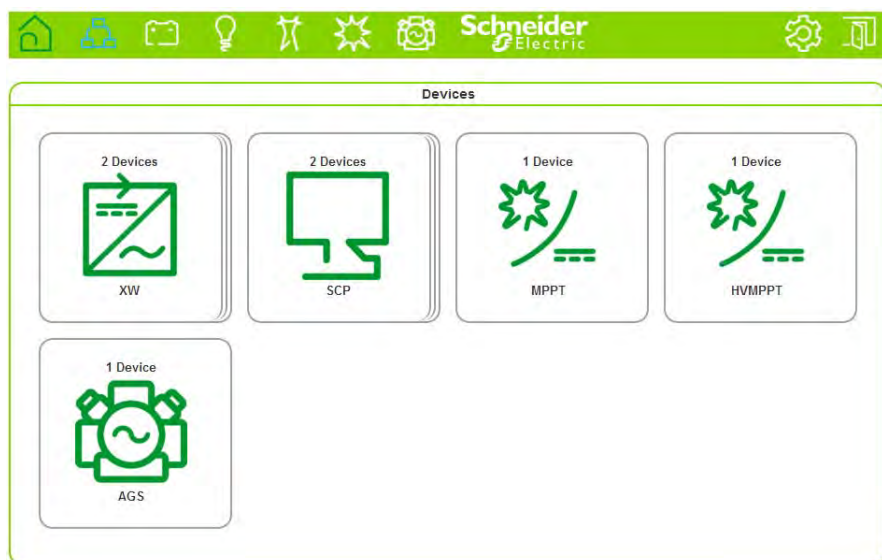 Schneider
Electric
Devices
2 Devices
XW
2 Devices
SCP
1 Device
MPPT
1 Device
HVMPPT
1 Device
AGS